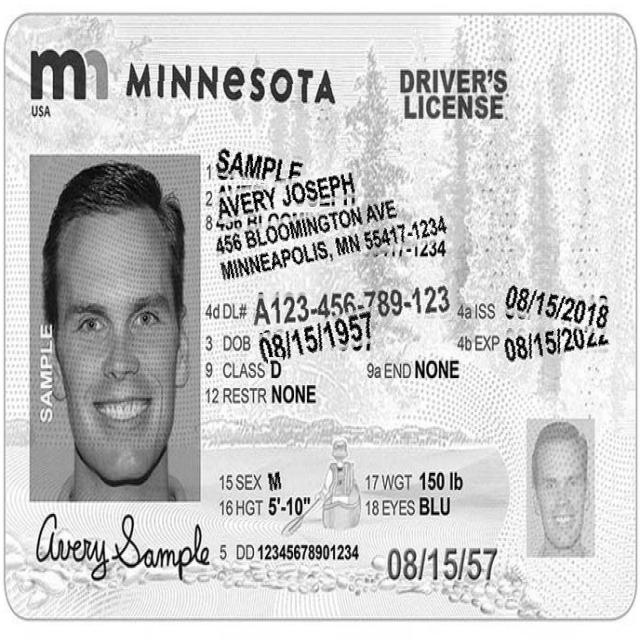 mn MINNESOTA
USA
DRIVER'S
LICENSE
SAMPLE
1 SAMPLE
2 AVERY JOSEPH
8 456 BLOOMINGTON AVE
MINNEAPOLIS, MN 55417-1234
4d DL# A123-456-789-123
4a ISS 08/15/2018
3 DOB 08/15/1957
4b EXP 08/15/2022
9 CLASS D
9a END NONE
12 RESTR NONE
15 SEX M
17 WGT 150 lb
16 HGT 5'-10"
18 EYES BLU
5 DD 12345678901234
08/15/57
Avery Sample